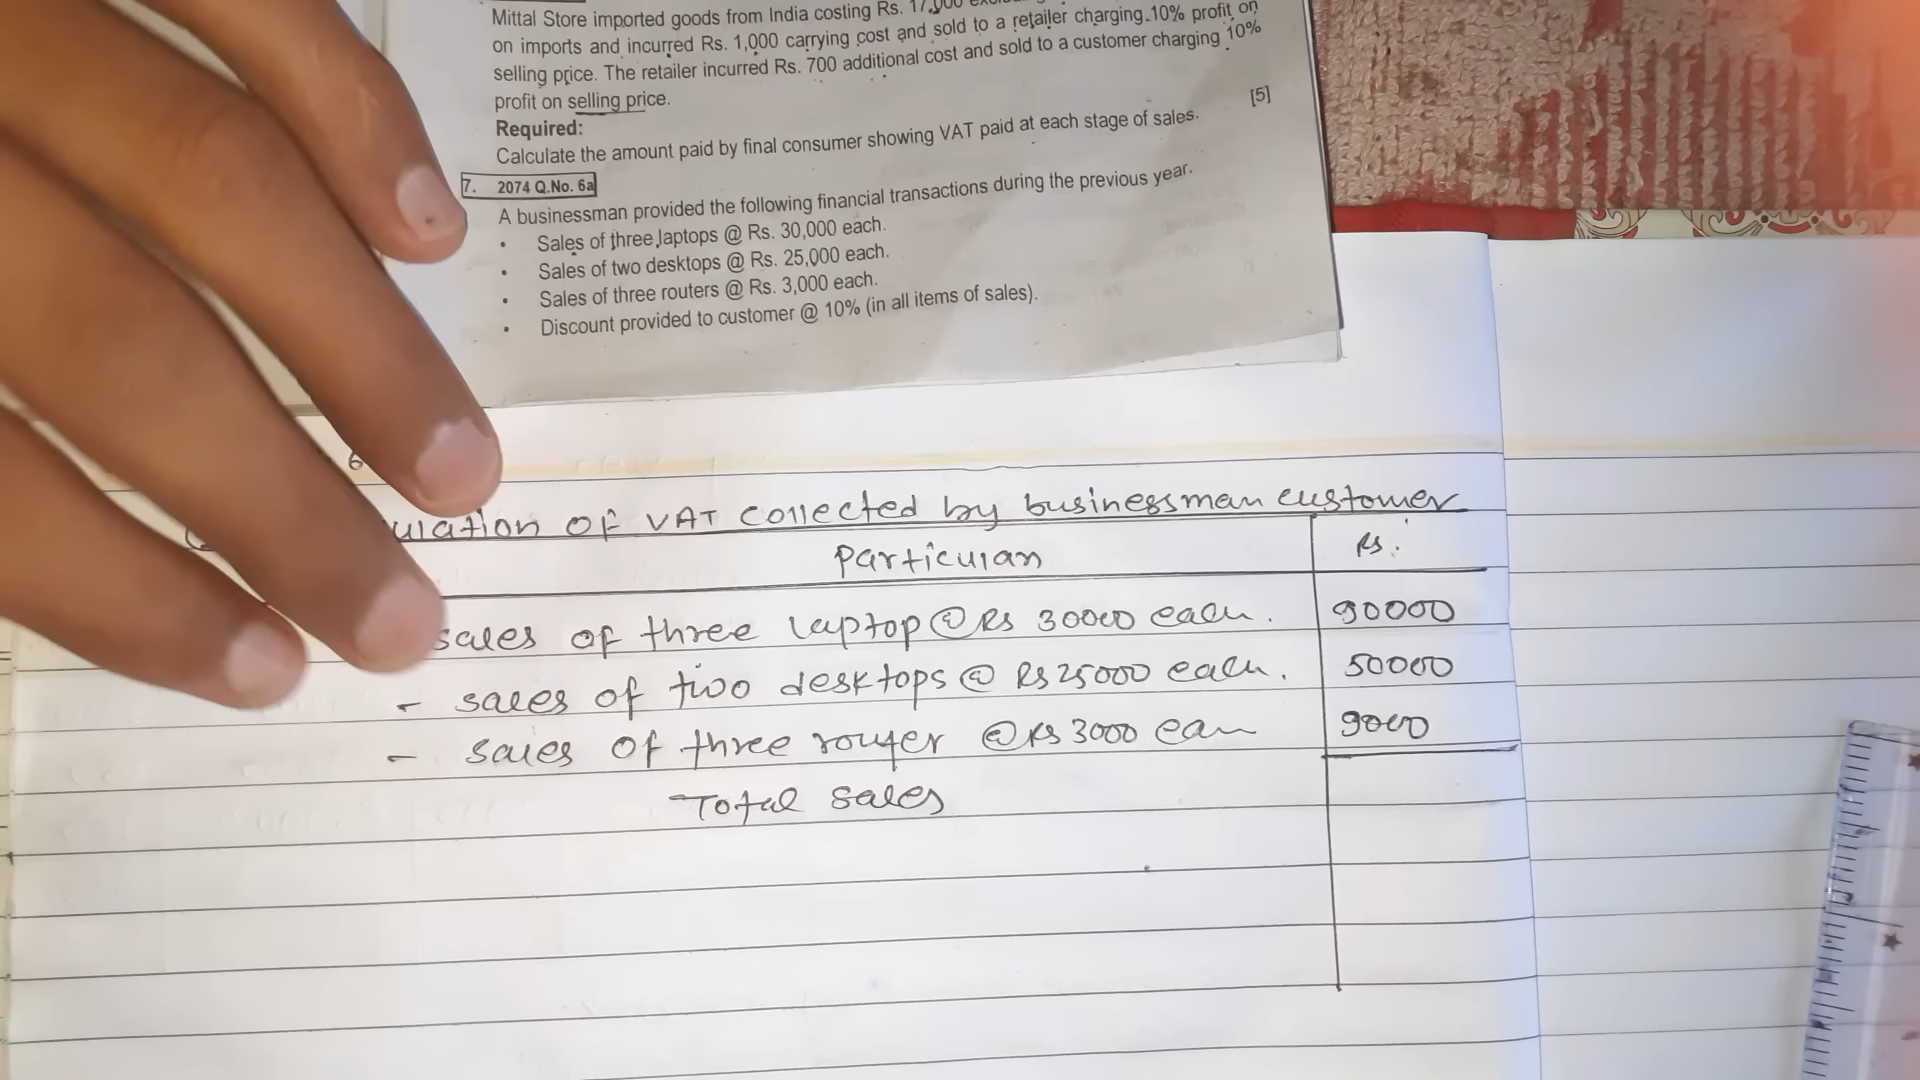 Mittal Store imported goods from India costing Rs.
on imports and incurred Rs. 1,000 carrying cost and sold to a retailer charging 10% profit on
selling price. The retailer incurred Rs. 700 additional cost and sold to a customer charging 10%
profit on selling price.
[5]
Required:
Calculate the amount paid by final consumer showing VAT paid at each stage of sales.
7. 2074 Q.No. 6a
A businessman provided the following financial transactions during the previous year.
• Sales of three laptops @ Rs. 30,000 each.
• Sales of two desktops @ Rs. 25,000 each.
• Sales of three routers @ Rs. 3,000 each.
• Discount provided to customer @ 10% (in all items of sales).
6
ulation of VAT collected by businessman customer
particulan Rs.
sales of three laptop @ Rs 30000 each. 90000
- sales of two desktops @ Rs 25000 each. 50000
- sales of three router @ Rs 3000 eam 9000
Total sales